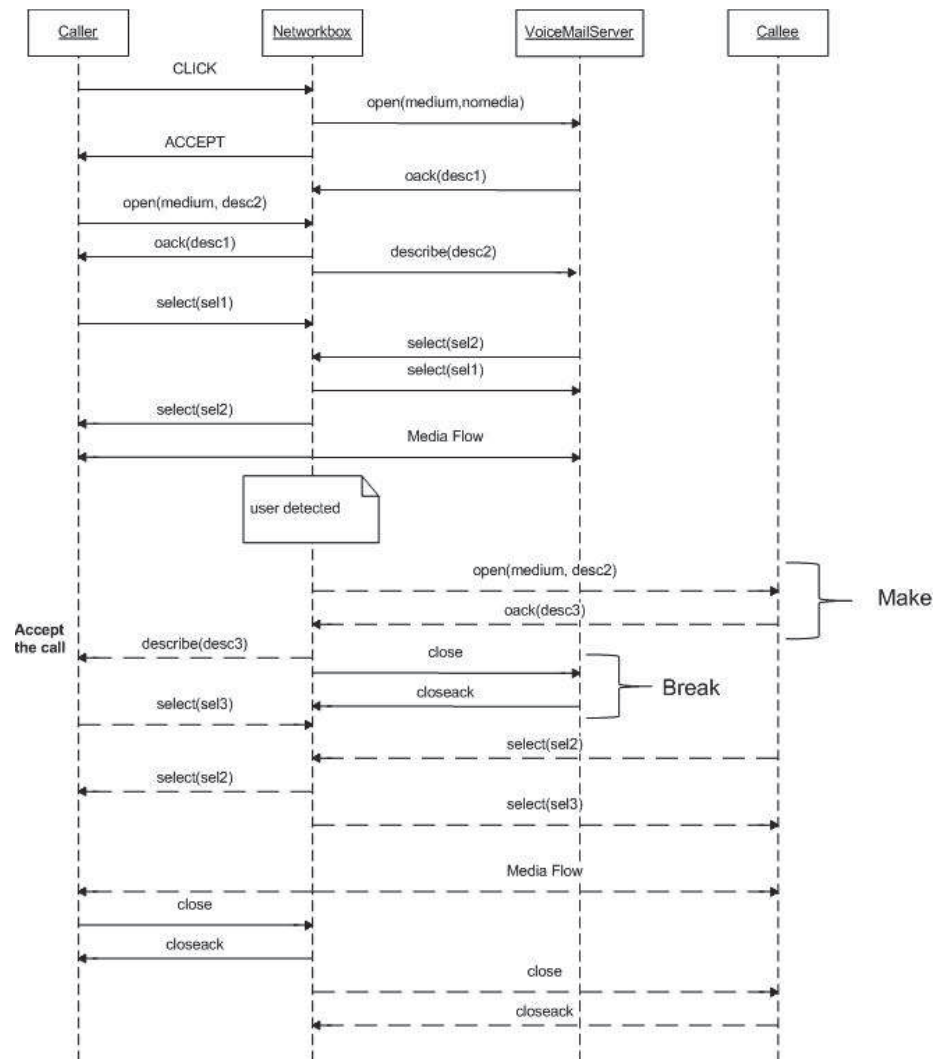 Caller
Networkbox
VoiceMailServer
Callee
CLICK
open(medium,nomedia)
ACCEPT
oack(desc1)
open(medium, desc2)
oack(desc1)
describe(desc2)
select(sel1)
select(sel2)
select(sel1)
select(sel2)
Media Flow
user detected
open(medium, desc2)
Make
oack(desc3)
Accept
the call
describe(desc3)
close
Break
closeack
select(sel3)
select(sel2)
select(sel2)
select(sel3)
Media Flow
close
closeack
close
closeack